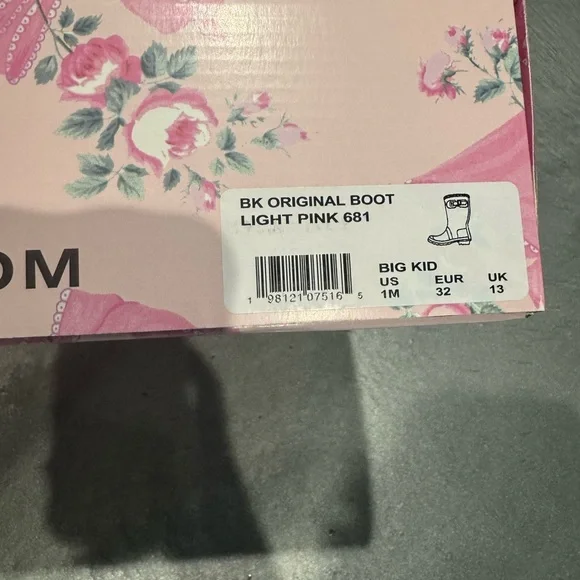 BK ORIGINAL BOOT
LIGHT PINK 681
OM
BIG KID
US EUR UK
1M 32 13
1 98121 07516 5